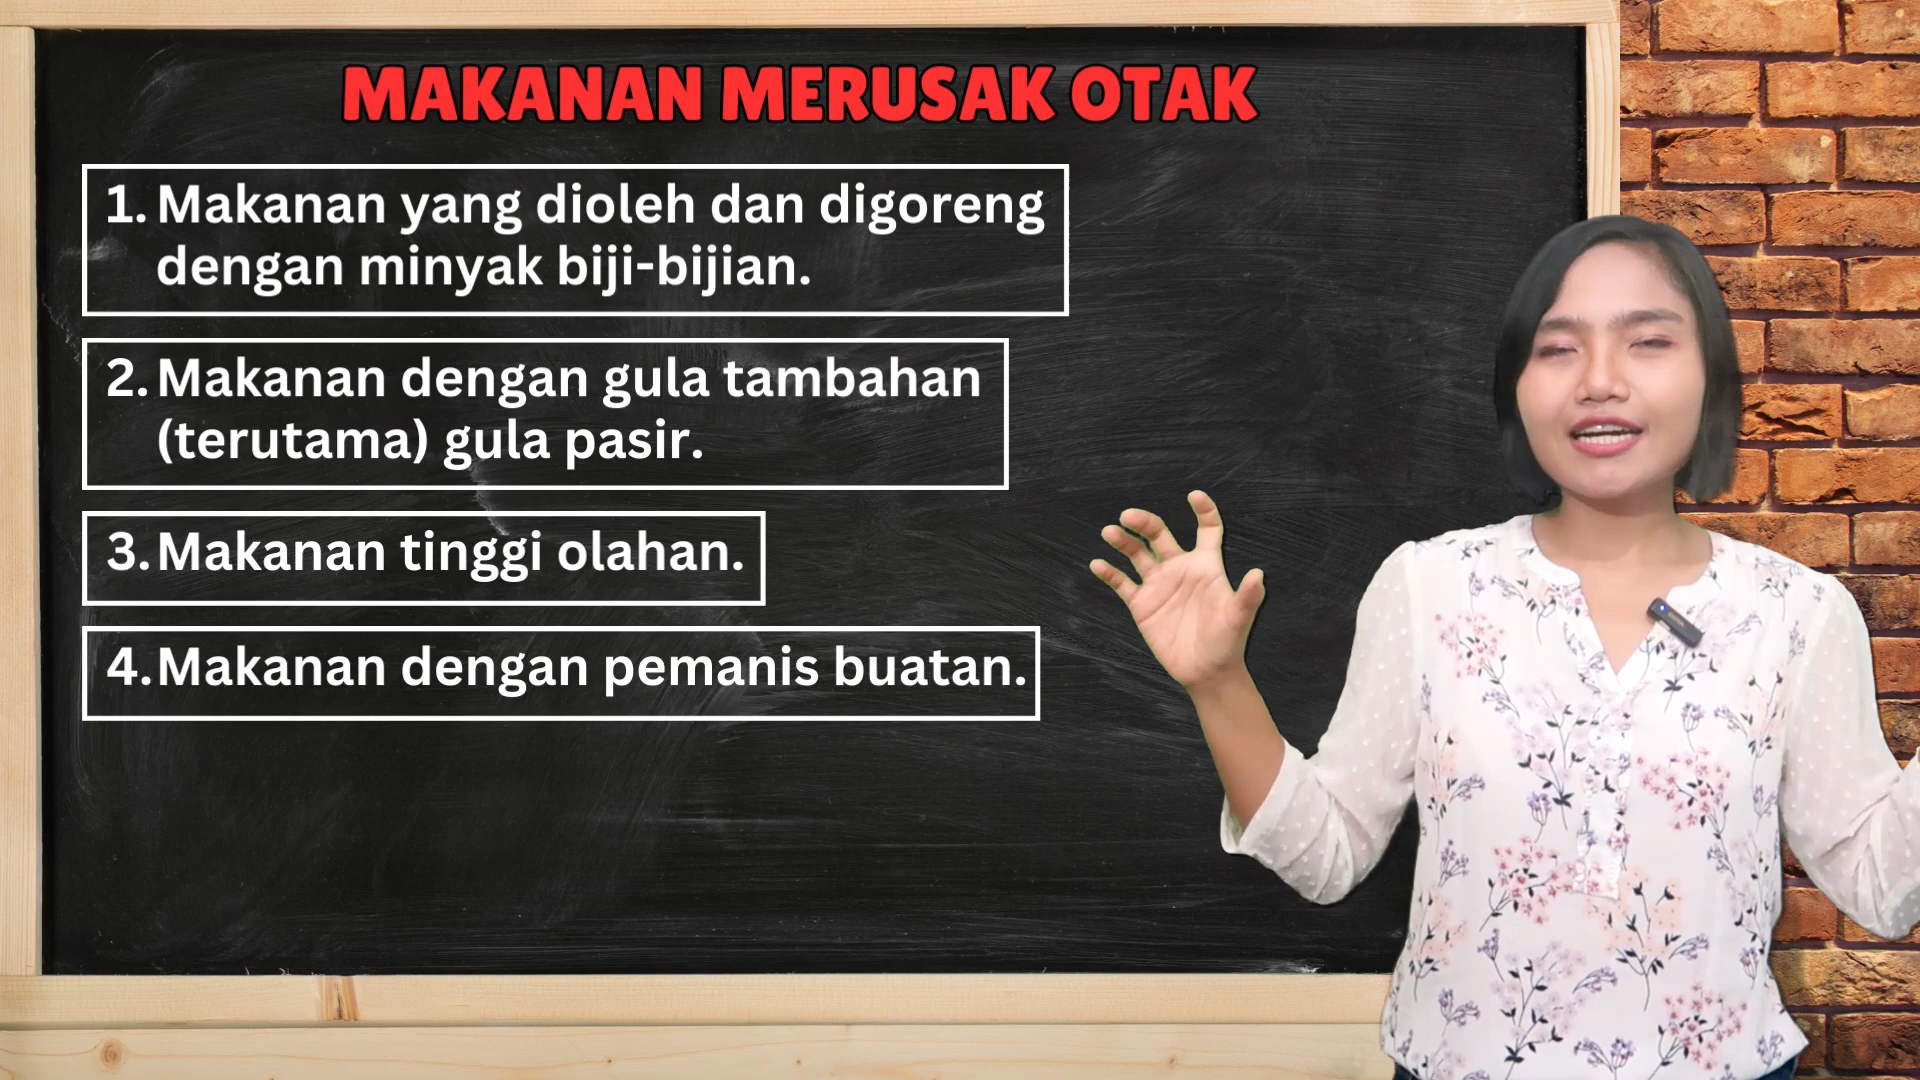 MAKANAN MERUSAK OTAK
1. Makanan yang dioleh dan digoreng
dengan minyak biji-bijian.
2. Makanan dengan gula tambahan
(terutama) gula pasir.
3. Makanan tinggi olahan.
4. Makanan dengan pemanis buatan.